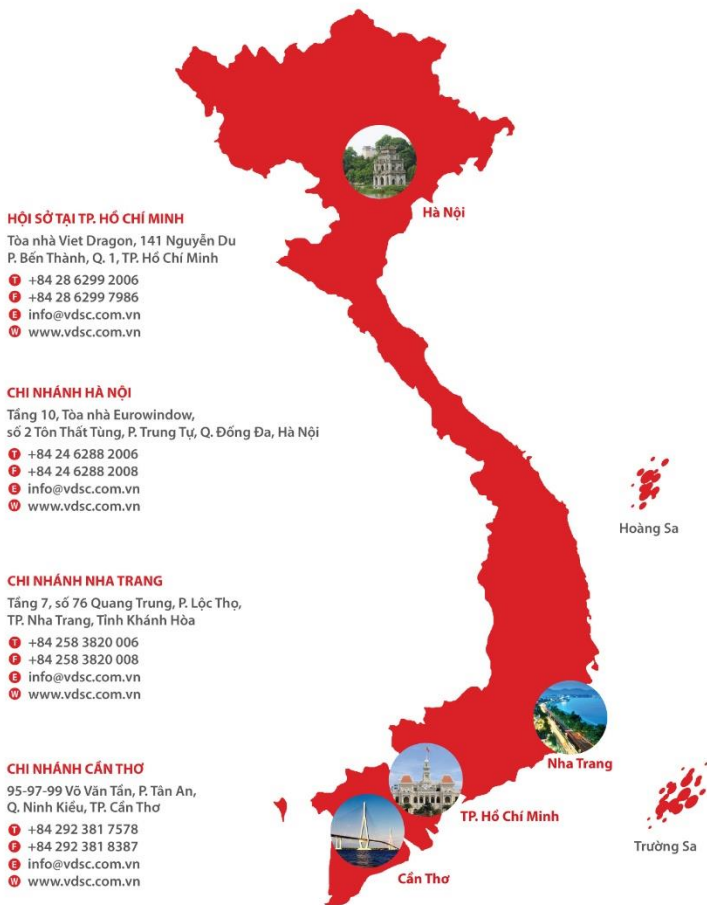 HỘI SỞ TẠI TP. HỒ CHÍ MINH
Tòa nhà Viet Dragon, 141 Nguyễn Du
P. Bến Thành, Q. 1, TP. Hồ Chí Minh
T +84 28 6299 2006
F +84 28 6299 7986
E info@vdsc.com.vn
W www.vdsc.com.vn
CHI NHÁNH HÀ NỘI
Tầng 10, Tòa nhà Eurowindow,
số 2 Tôn Thất Tùng, P. Trung Tự, Q. Đống Đa, Hà Nội
T +84 24 6288 2006
F +84 24 6288 2008
E info@vdsc.com.vn
W www.vdsc.com.vn
CHI NHÁNH NHA TRANG
Tầng 7, số 76 Quang Trung, P. Lộc Thọ,
TP. Nha Trang, Tỉnh Khánh Hòa
T +84 258 3820 006
F +84 258 3820 008
E info@vdsc.com.vn
W www.vdsc.com.vn
CHI NHÁNH CẦN THƠ
95-97-99 Võ Văn Tần, P. Tân An,
Q. Ninh Kiều, TP. Cần Thơ
T +84 292 381 7578
F +84 292 381 8387
E info@vdsc.com.vn
W www.vdsc.com.vn
Hà Nội
Hoàng Sa
Nha Trang
TP. Hồ Chí Minh
Trường Sa
Cần Thơ